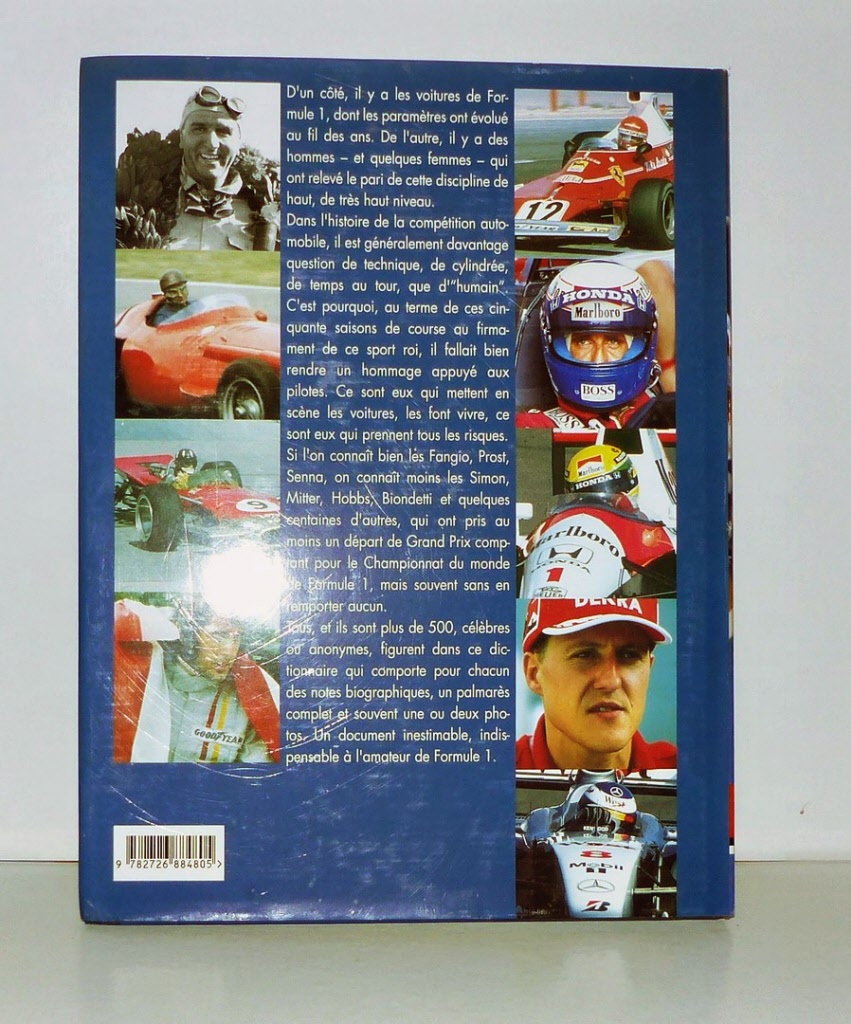 D'un côté, il y a les voitures de For-
mule 1, dont les paramètres ont évolué
au fil des ans. De l'autre, il y a des
hommes – et quelques femmes – qui
ont relevé le pari de cette discipline de
haut, de très haut niveau.
Dans l'histoire de la compétition auto-
mobile, il est généralement davantage
question de technique, de cylindrée,
de temps au tour, que d'"humain".
C'est pourquoi, au terme de ces cin-
quante saisons de course au firma-
ment de ce sport roi, il fallait bien
rendre un hommage appuyé aux
pilotes. Ce sont eux qui mettent en
scène les voitures, les font vivre, ce
sont eux qui prennent tous les risques.
Si l'on connaît bien les Fangio, Prost,
Senna, on connaît moins les Simon,
Mitter, Hobbs, Biondetti et quelques
centaines d'autres, qui ont pris au
moins un départ de Grand Prix comp-
tant pour le Championnat du monde
de Formule 1, mais souvent sans en
remporter aucun.
Tous, et ils sont plus de 500, célèbres
ou anonymes, figurent dans ce dic-
tionnaire qui comporte pour chacun
des notes biographiques, un palmarès
complet et souvent une ou deux pho-
tos. Un document inestimable, indis-
pensable à l'amateur de Formule 1.
9
GOODYEAR
9 782726 884805 >
12
HONDA
Marlboro
BOSS
Marlboro
HONDA
Marlboro
HONDA
1
DEKRA
West
8
Mobil
1